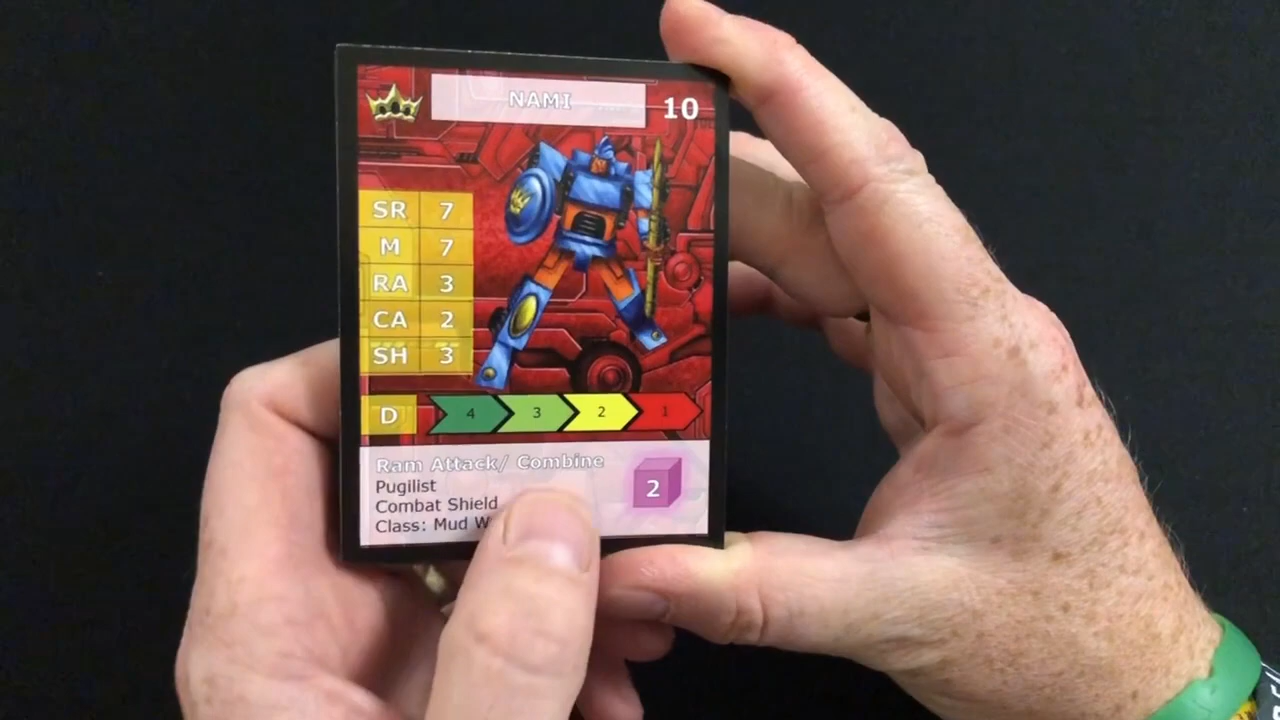 NAMI
10
SR 7
M 7
RA 3
CA 2
SH 3
D 4 3 2 1
Ram Attack/ Combine
Pugilist
Combat Shield
Class: Mud
2